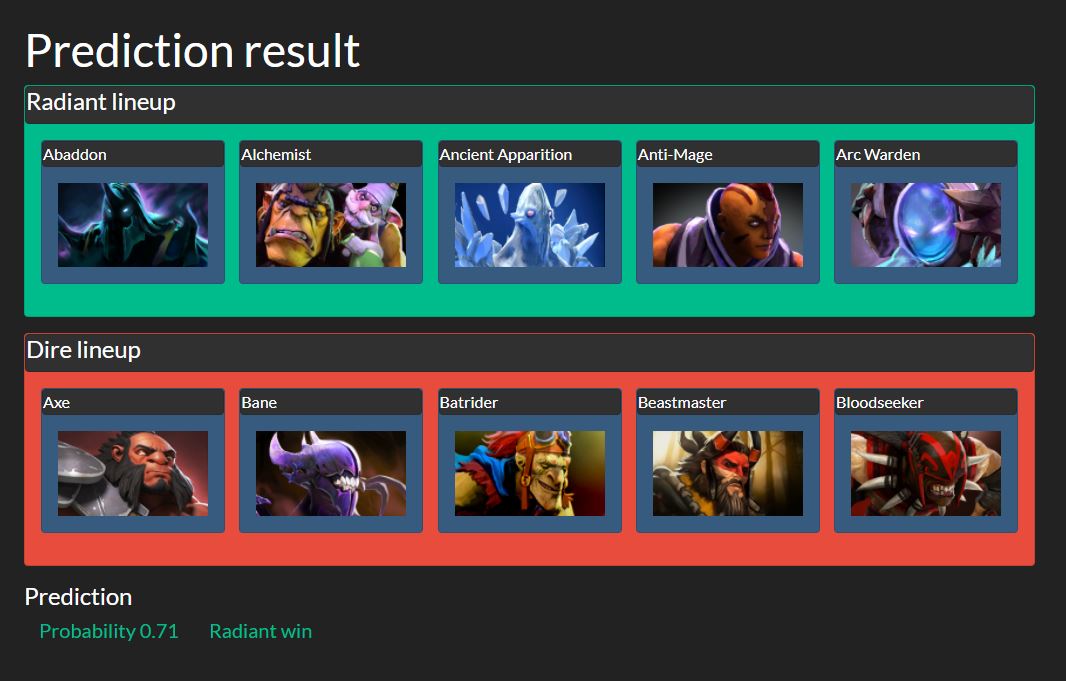 Prediction result
Radiant lineup
Abaddon Alchemist Ancient Apparition Anti-Mage Arc Warden
Dire lineup
Axe Bane Batrider Beastmaster Bloodseeker
Prediction
Probability 0.71 Radiant win